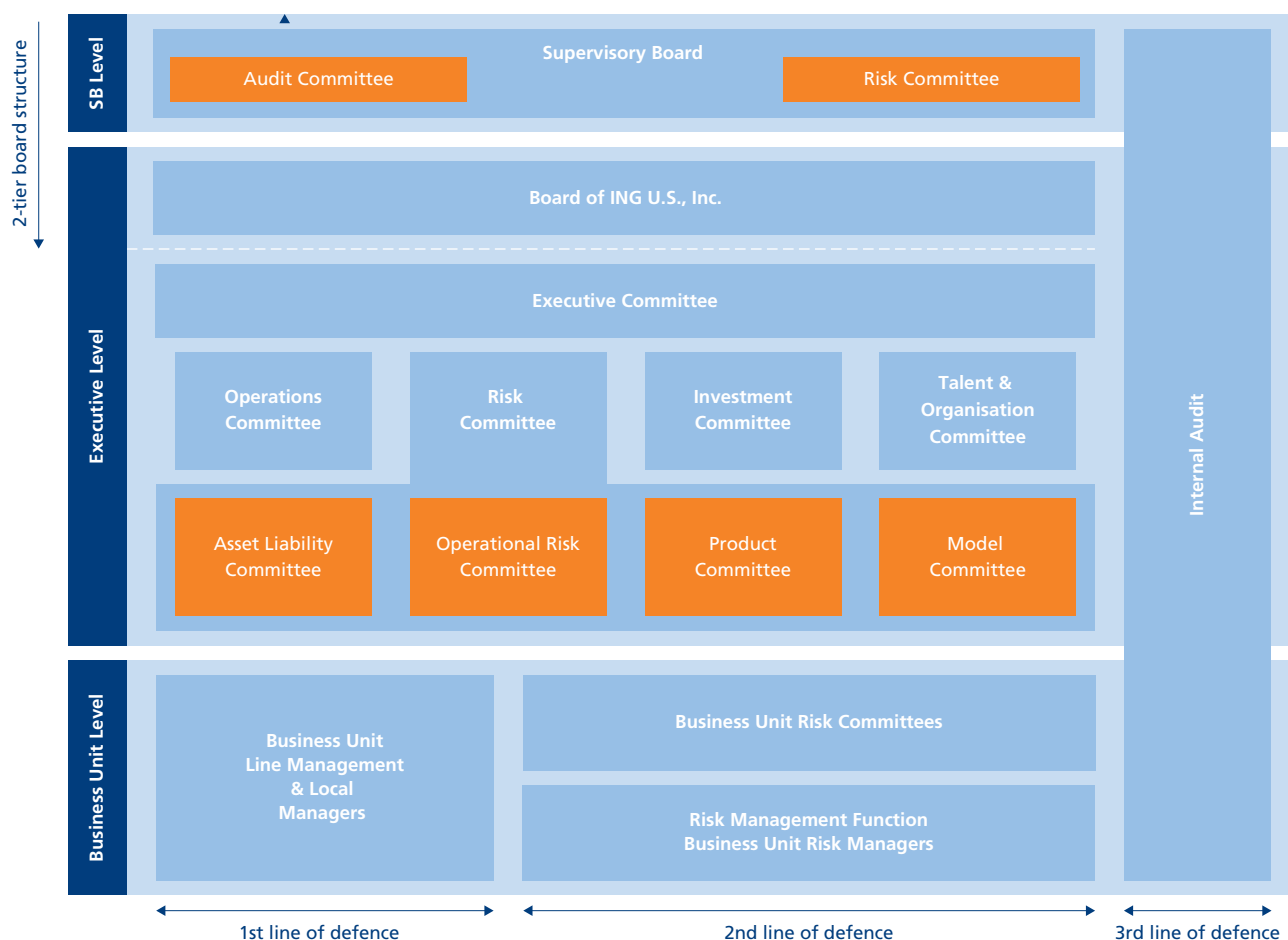 2-tier board structure
SB Level
Supervisory Board
Audit Committee
Risk Committee
Executive Level
Board of ING U.S., Inc.
Executive Committee
Operations
Committee
Risk
Committee
Investment
Committee
Talent &
Organisation
Committee
Asset Liability
Committee
Operational Risk
Committee
Product
Committee
Model
Committee
Internal Audit
Business Unit Level
Business Unit
Line Management
& Local
Managers
Business Unit Risk Committees
Risk Management Function
Business Unit Risk Managers
1st line of defence
2nd line of defence
3rd line of defence